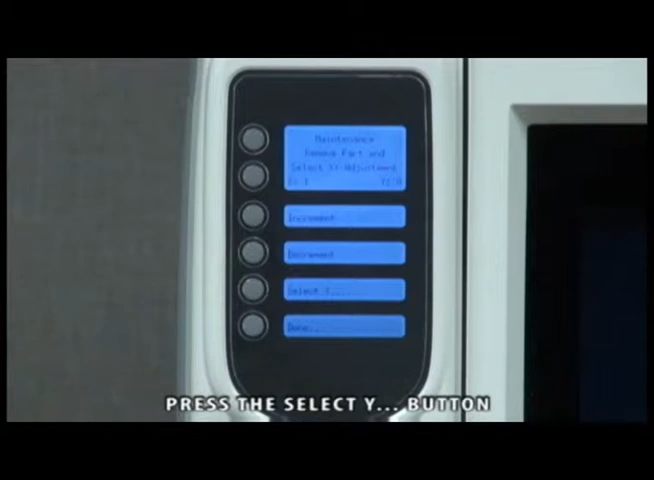 Maintenance
Remove Part and
Select XY-Adjustment
Increment
Decrement
Select Y...
Done...
PRESS THE SELECT Y... BUTTON